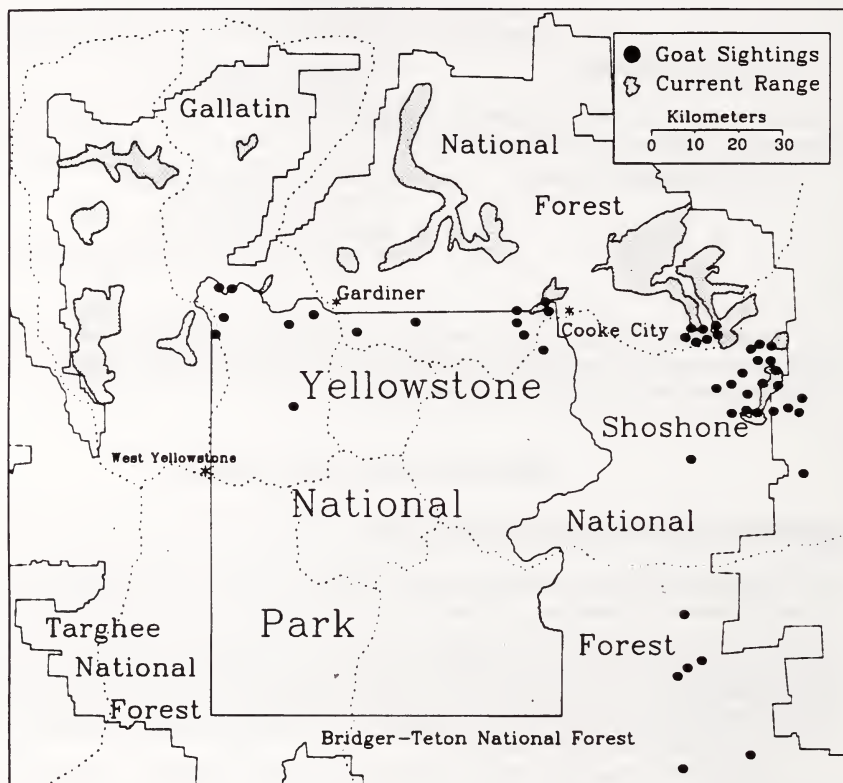 Goat Sightings
Current Range
Kilometers
0 10 20 30
Gallatin
National
Forest
Gardiner
Cooke City
Yellowstone
Shoshone
West Yellowstone
National
National
Park
Forest
Targhee
National
Forest
Bridger-Teton National Forest